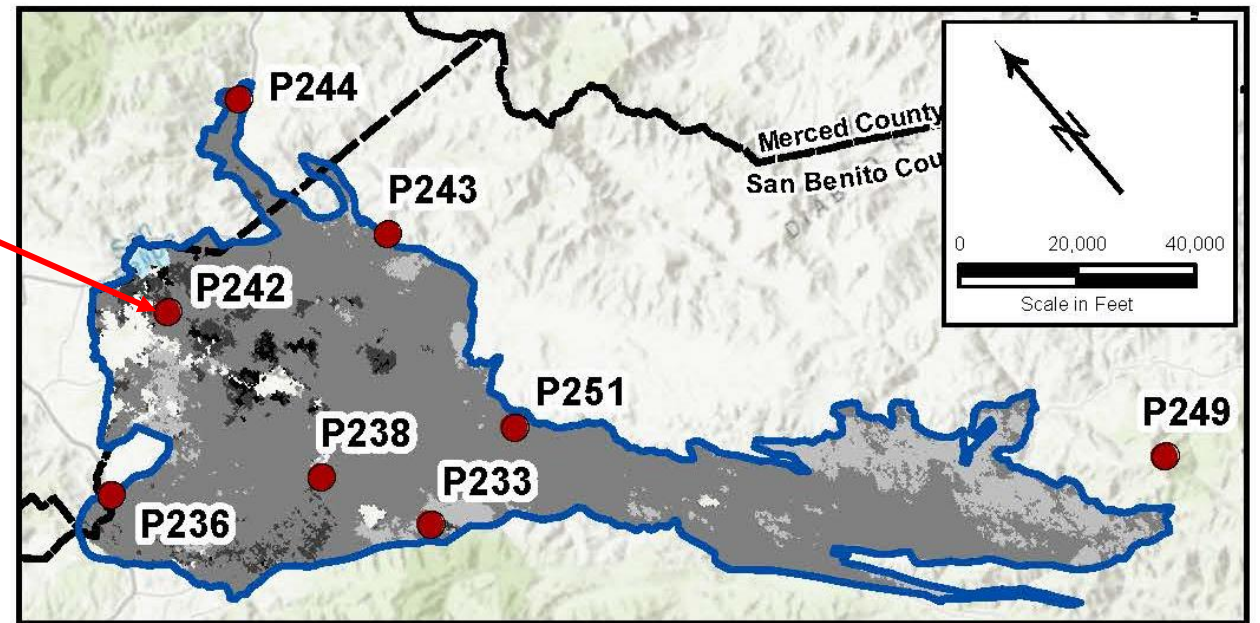 P244
P243
P242
P251
P238
P233
P236
P249
Merced County
San Benito Cou
DIAB
0 20,000 40,000
Scale in Feet